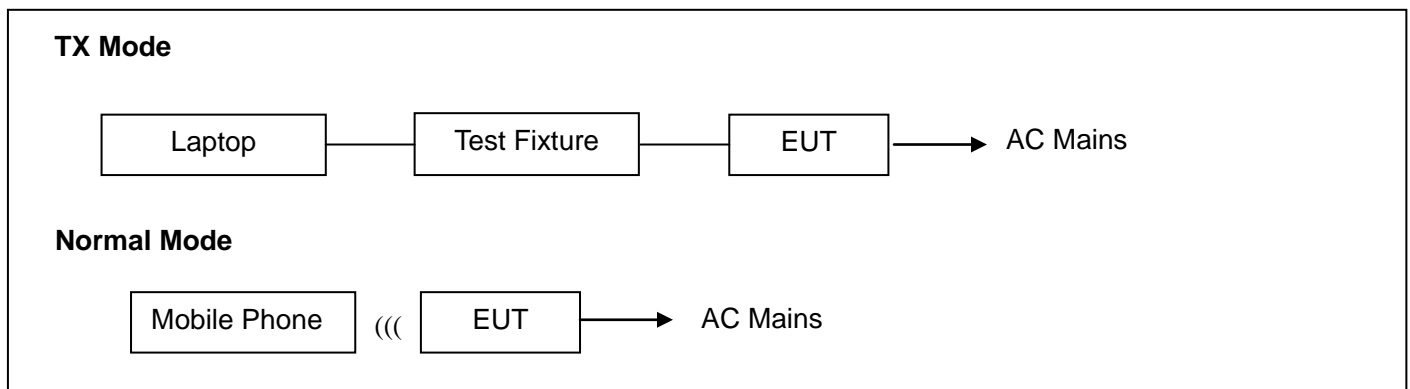 TX Mode
Laptop Test Fixture EUT AC Mains
Normal Mode
Mobile Phone ((( EUT AC Mains